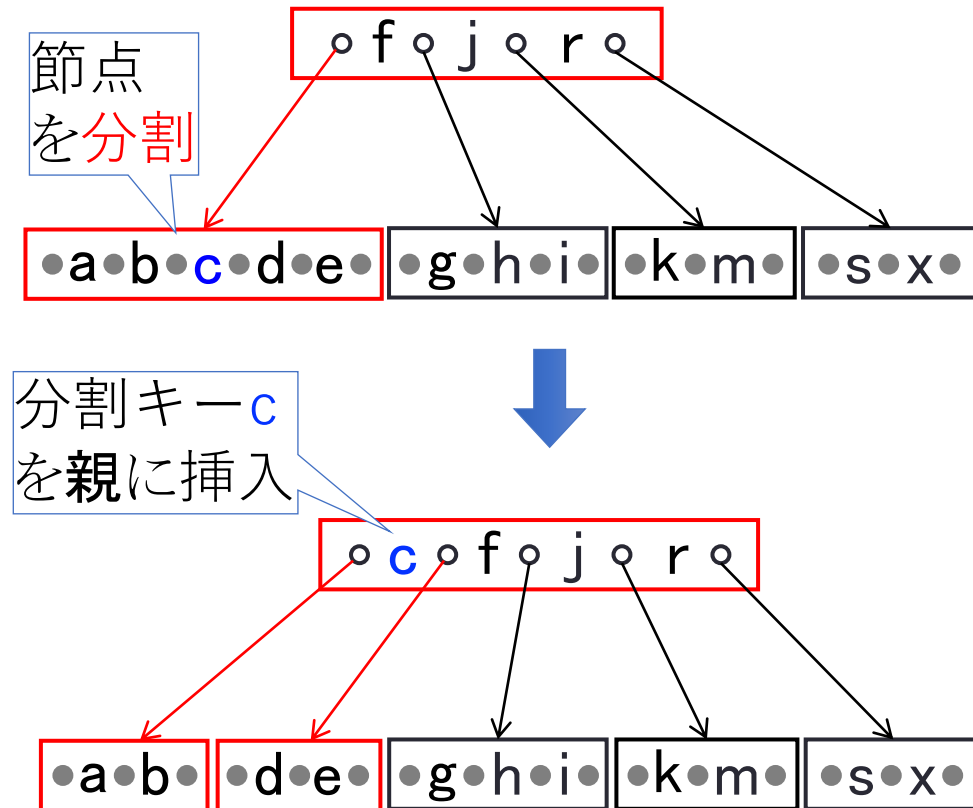 f j r
節点
を分割
a b c d e
g h i
k m
s x
分割キーc
を親に挿入
c f j r
a b
d e
g h i
k m
s x